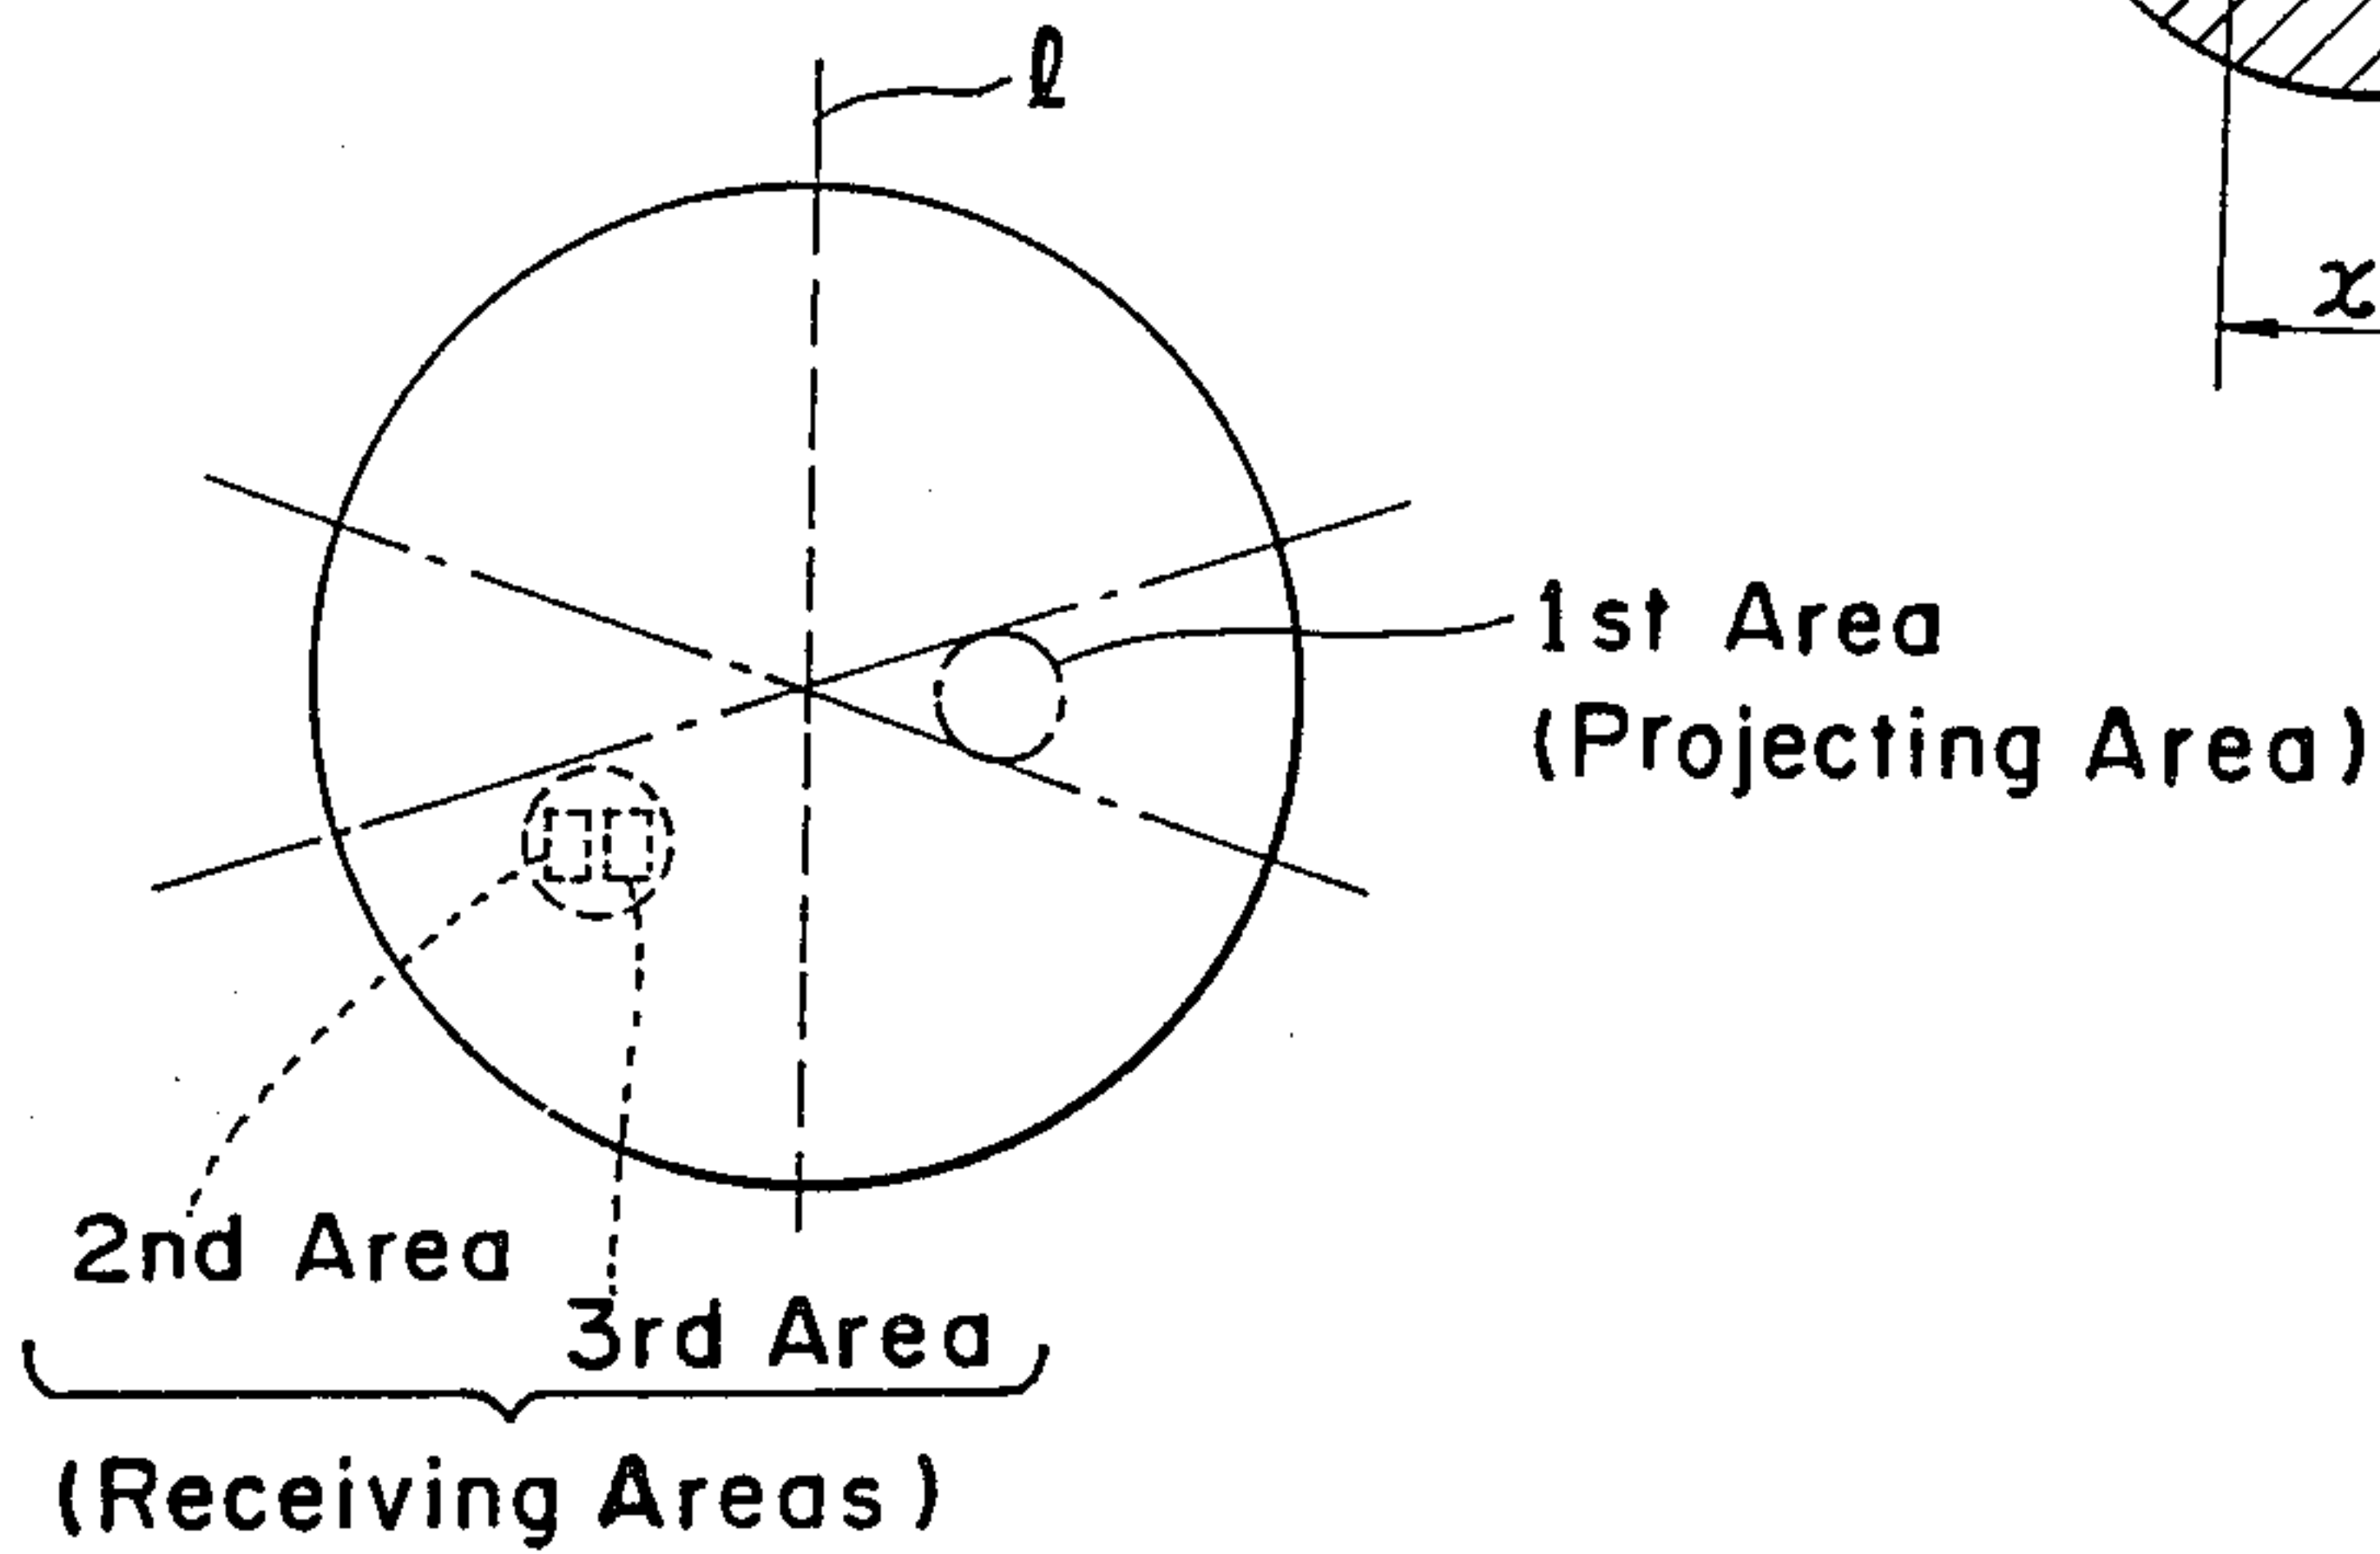 ℓ
x
1st Area
(Projecting Area)
2nd Area
3rd Area
(Receiving Areas)